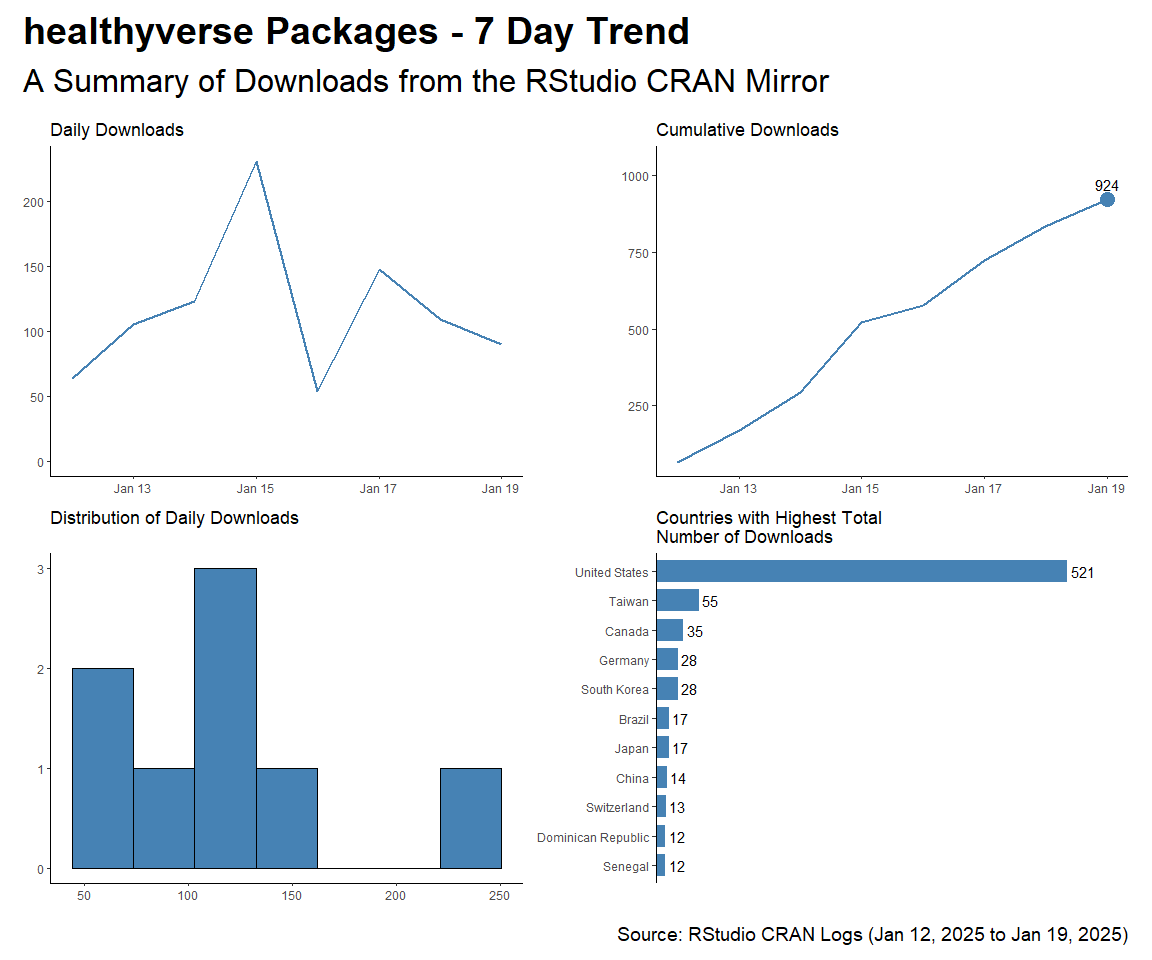 healthyverse Packages - 7 Day Trend
A Summary of Downloads from the RStudio CRAN Mirror
Daily Downloads
200
150
100
50
0
Jan 13 Jan 15 Jan 17 Jan 19
Cumulative Downloads
1000
750
500
250
924
Jan 13 Jan 15 Jan 17 Jan 19
Distribution of Daily Downloads
3
2
1
0
50 100 150 200 250
Countries with Highest Total
Number of Downloads
United States 521
Taiwan 55
Canada 35
Germany 28
South Korea 28
Brazil 17
Japan 17
China 14
Switzerland 13
Dominican Republic 12
Senegal 12
Source: RStudio CRAN Logs (Jan 12, 2025 to Jan 19, 2025)